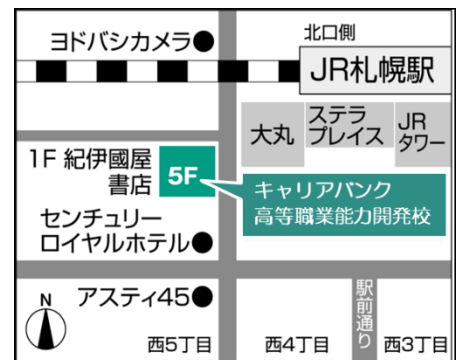 ヨドバシカメラ●
北口側
JR札幌駅
大丸
ステラ
プレイス
JR
タワー
1F 紀伊國屋
書店
5F
キャリアバンク
高等職業能力開発校
センチュリー
ロイヤルホテル●
アスティ45●
N
駅前通り
西5丁目
西4丁目
西3丁目